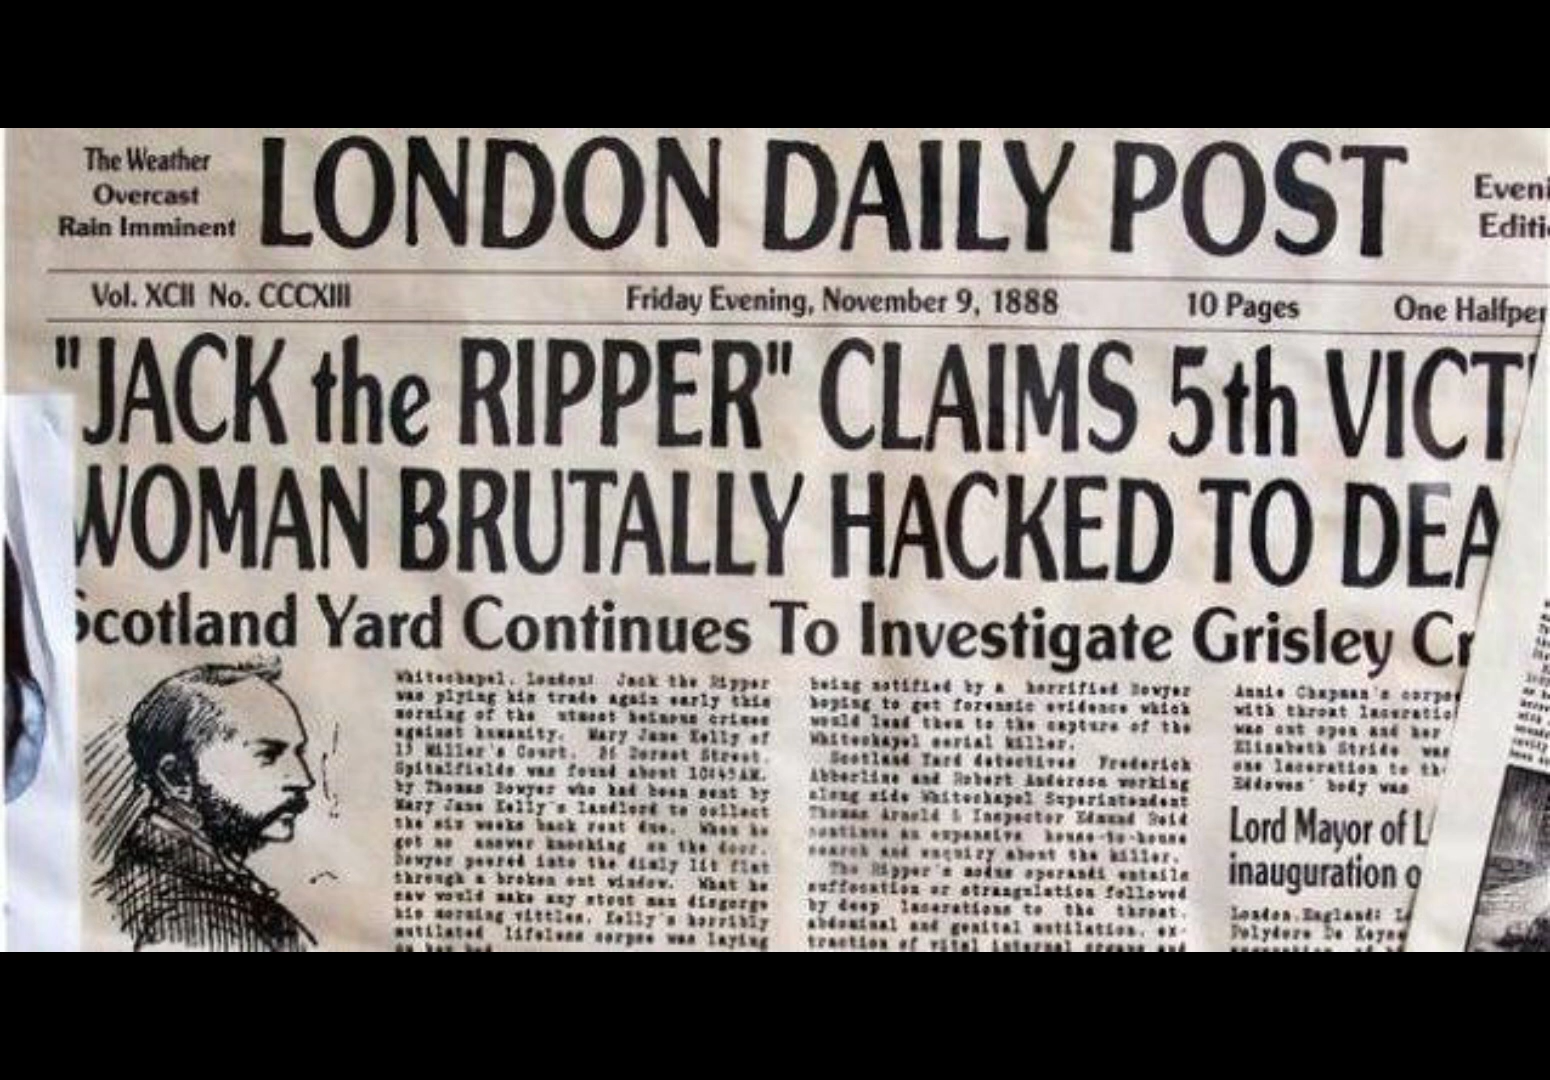 The Weather
Overcast
Rain Imminent
LONDON DAILY POST
Eveni
Editi
Vol. XCII No. CCCXIII
Friday Evening, November 9, 1888
10 Pages
One Halfper
"JACK the RIPPER" CLAIMS 5th VICT
WOMAN BRUTALLY HACKED TO DEA
Scotland Yard Continues To Investigate Grisley Cr
Whitechapel, London: Jack the Ripper
was plying his trade again early this
morning of the utmost heinous crimes
against humanity. Mary Jane Kelly of
13 Miller's Court, 26 Dorset Street,
Spitalfields was found about 10:45AM.
by Thomas Bowyer who had been sent by
Mary Jane Kelly's landlord to collect
the six weeks back rent due. When he
got no answer knocking on the door,
Bowyer peered into the dimly lit flat
through a broken out window. What he
saw would make any stout man disgorge
his morning vittles. Kelly's horribly
mutilated lifeless corpse was laying
on her bed
being notified by a horrified Bowyer
hoping to get forensic evidence which
would lead them to the capture of the
Whitechapel serial killer.
Scotland Yard detectives Frederick
Abberline and Robert Anderson working
along side Whitechapel Superintendent
Thomas Arnold & Inspector Edmund Reid
continue an expansive house-to-house
search and enquiry about the killer.
The Ripper's modus operandi entails
suffocation or strangulation followed
by deep lacerations to the throat,
abdominal and genital mutilation, ex-
traction of vital internal organs and
Annie Chapman's corpse
with throat laceratio
was cut open and her
Elizabeth Stride was
one laceration to th
Eddowes' body was
Lord Mayor of L
inauguration o
London, England: L
Polydore De Keyse